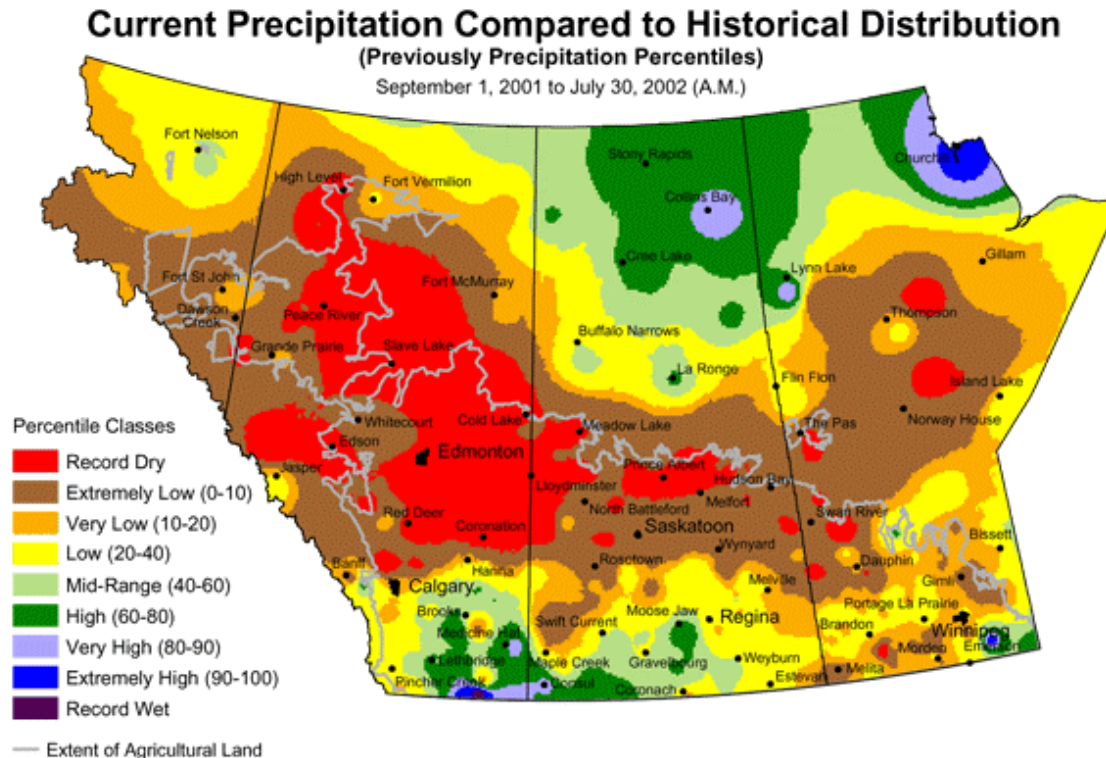 Current Precipitation Compared to Historical Distribution
(Previously Precipitation Percentiles)
September 1, 2001 to July 30, 2002 (A.M.)
Fort Nelson
Stony Rapids
Churchill
High Level
Fort Vermilion
Collins Bay
Cree Lake
Lynn Lake
Gillam
Fort St John
Fort McMurray
Dawson
Creek
Peace River
Thompson
Grande Prairie
Slave Lake
Buffalo Narrows
La Ronge
Flin Flon
Island Lake
Norway House
Cold Lake
Meadow Lake
The Pas
Whitecourt
Edson
Edmonton
Jasper
Lloydminster
Prince Albert
Hudson Bay
Melfort
North Battleford
Red Deer
Coronation
Saskatoon
Swan River
Wynyard
Bissett
Banff
Hanna
Rosetown
Dauphin
Calgary
Melville
Gimli
Brooks
Moose Jaw
Regina
Portage La Prairie
Swift Current
Brandon
Winnipeg
Medicine Hat
Lethbridge
Maple Creek
Gravelbourg
Weyburn
Morden
Emerson
Melita
Pincher Creek
Consul
Coronach
Estevan
Percentile Classes
Record Dry
Extremely Low (0-10)
Very Low (10-20)
Low (20-40)
Mid-Range (40-60)
High (60-80)
Very High (80-90)
Extremely High (90-100)
Record Wet
Extent of Agricultural Land